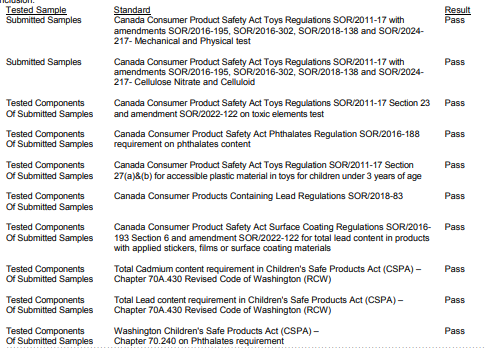 Tested Sample Standard Result
Submitted Samples Canada Consumer Product Safety Act Toys Regulations SOR/2011-17 with Pass
amendments SOR/2016-195, SOR/2016-302, SOR/2018-138 and SOR/2024-
217- Mechanical and Physical test
Submitted Samples Canada Consumer Product Safety Act Toys Regulations SOR/2011-17 with Pass
amendments SOR/2016-195, SOR/2016-302, SOR/2018-138 and SOR/2024-
217- Cellulose Nitrate and Celluloid
Tested Components Canada Consumer Product Safety Act Toys Regulations SOR/2011-17 Section 23 Pass
Of Submitted Samples and amendment SOR/2022-122 on toxic elements test
Tested Components Canada Consumer Product Safety Act Phthalates Regulation SOR/2016-188 Pass
Of Submitted Samples requirement on phthalates content
Tested Components Canada Consumer Product Safety Act Toys Regulation SOR/2011-17 Section Pass
Of Submitted Samples 27(a)&(b) for accessible plastic material in toys for children under 3 years of age
Tested Components Canada Consumer Products Containing Lead Regulations SOR/2018-83 Pass
Of Submitted Samples
Tested Components Canada Consumer Product Safety Act Surface Coating Regulations SOR/2016- Pass
Of Submitted Samples 193 Section 6 and amendment SOR/2022-122 for total lead content in products
with applied stickers, films or surface coating materials
Tested Components Total Cadmium content requirement in Children's Safe Products Act (CSPA) – Pass
Of Submitted Samples Chapter 70A.430 Revised Code of Washington (RCW)
Tested Components Total Lead content requirement in Children's Safe Products Act (CSPA) – Pass
Of Submitted Samples Chapter 70A.430 Revised Code of Washington (RCW)
Tested Components Washington Children's Safe Products Act (CSPA) – Pass
Of Submitted Samples Chapter 70.240 on Phthalates requirement